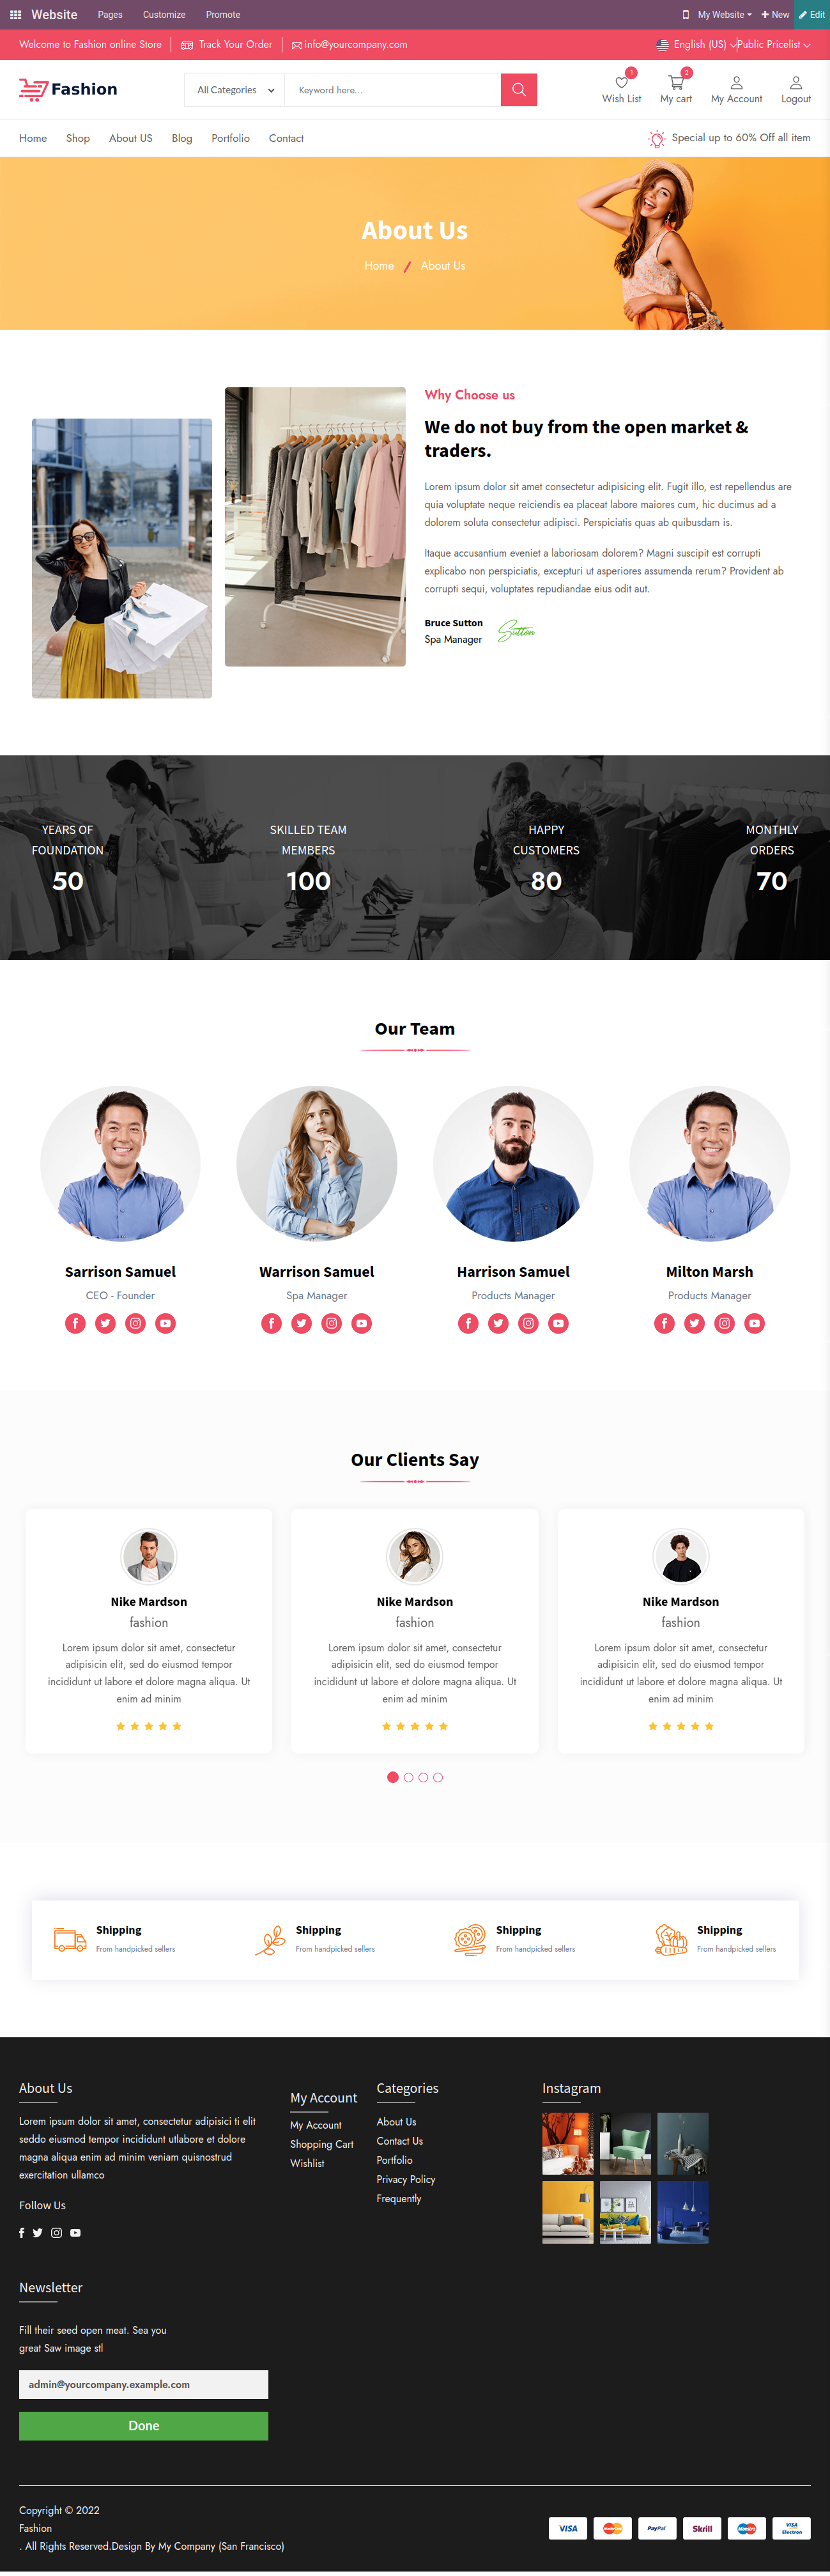 Website Pages Customize Promote My Website + New Edit
Welcome to Fashion online Store Track Your Order info@yourcompany.com English (US) Public Pricelist
Fashion All Categories Keyword here... 1 Wish List 2 My cart My Account Logout
Home Shop About US Blog Portfolio Contact Special up to 60% Off all item
About Us
Home / About Us
Why Choose us
We do not buy from the open market &
traders.
Lorem ipsum dolor sit amet consectetur adipisicing elit. Fugit illo, est repellendus are
quia voluptate neque reiciendis ea placeat labore maiores cum, hic ducimus ad a
dolorem soluta consectetur adipisci. Perspiciatis quas ab quibusdam is.
Itaque accusantium eveniet a laboriosam dolorem? Magni suscipit est corrupti
explicabo non perspiciatis, excepturi ut asperiores assumenda rerum? Provident ab
corrupti sequi, voluptates repudiandae eius odit aut.
Bruce Sutton
Spa Manager
Sutton
YEARS OF
FOUNDATION
50
SKILLED TEAM
MEMBERS
100
HAPPY
CUSTOMERS
80
MONTHLY
ORDERS
70
Our Team
Sarrison Samuel
CEO - Founder
Warrison Samuel
Spa Manager
Harrison Samuel
Products Manager
Milton Marsh
Products Manager
Our Clients Say
Nike Mardson
fashion
Lorem ipsum dolor sit amet, consectetur
adipisicin elit, sed do eiusmod tempor
incididunt ut labore et dolore magna aliqua. Ut
enim ad minim
Nike Mardson
fashion
Lorem ipsum dolor sit amet, consectetur
adipisicin elit, sed do eiusmod tempor
incididunt ut labore et dolore magna aliqua. Ut
enim ad minim
Nike Mardson
fashion
Lorem ipsum dolor sit amet, consectetur
adipisicin elit, sed do eiusmod tempor
incididunt ut labore et dolore magna aliqua. Ut
enim ad minim
Shipping
From handpicked sellers
Shipping
From handpicked sellers
Shipping
From handpicked sellers
Shipping
From handpicked sellers
About Us
Lorem ipsum dolor sit amet, consectetur adipisici ti elit
seddo eiusmod tempor incididunt utlabore et dolore
magna aliqua enim ad minim veniam quisnostrud
exercitation ullamco
Follow Us
My Account
My Account
Shopping Cart
Wishlist
Categories
About Us
Contact Us
Portfolio
Privacy Policy
Frequently
Instagram
Newsletter
Fill their seed open meat. Sea you
great Saw image stl
admin@yourcompany.example.com
Done
Copyright © 2022
Fashion
. All Rights Reserved.Design By My Company (San Francisco)
VISA MasterCard PayPal Skrill Maestro VISA Electron